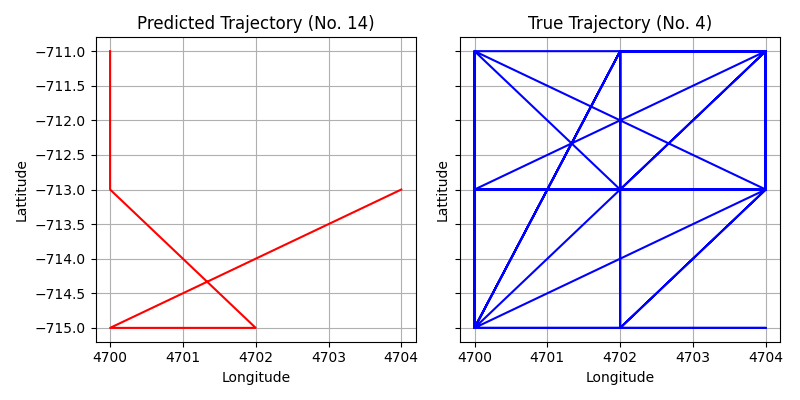 Predicted Trajectory (No. 14)
−711.0
−711.5
−712.0
−712.5
−713.0
−713.5
−714.0
−714.5
−715.0
Lattitude
4700 4701 4702 4703 4704
Longitude
True Trajectory (No. 4)
Lattitude
4700 4701 4702 4703 4704
Longitude